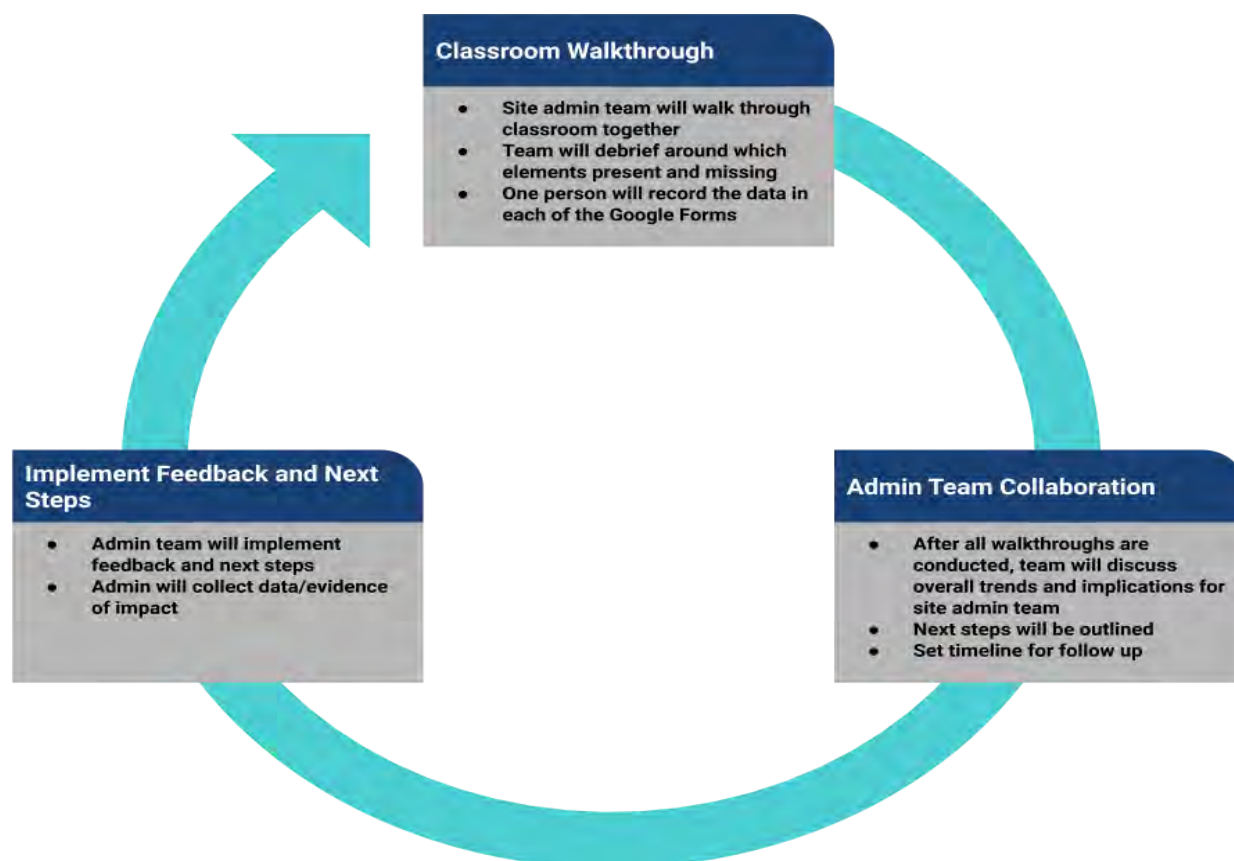 Classroom Walkthrough
● Site admin team will walk through
classroom together
● Team will debrief around which
elements present and missing
● One person will record the data in
each of the Google Forms
Admin Team Collaboration
● After all walkthroughs are
conducted, team will discuss
overall trends and implications for
site admin team
● Next steps will be outlined
● Set timeline for follow up
Implement Feedback and Next
Steps
● Admin team will implement
feedback and next steps
● Admin will collect data/evidence
of impact